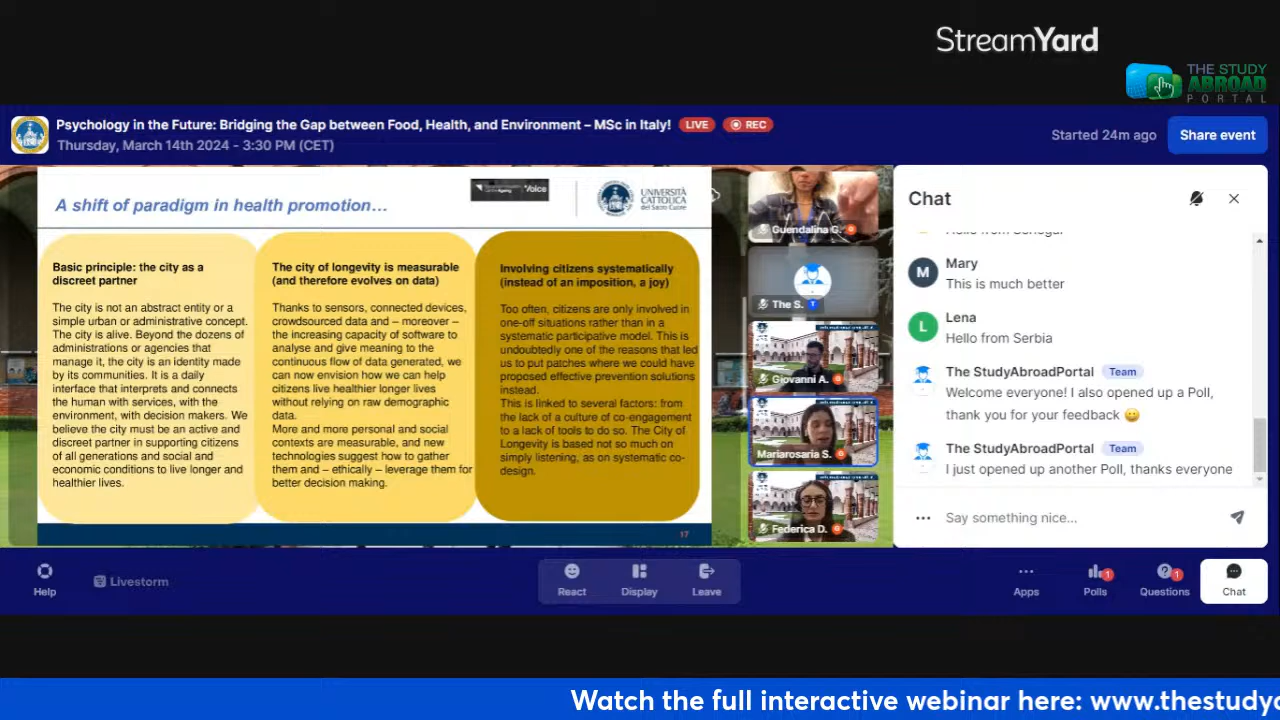 StreamYard
THE STUDY
ABROAD
PORTAL
Psychology in the Future: Bridging the Gap between Food, Health, and Environment – MSc in Italy!
LIVE
REC
Thursday, March 14th 2024 - 3:30 PM (CET)
Started 24m ago
Share event
A shift of paradigm in health promotion…
Voice
UNIVERSITÀ
CATTOLICA
del Sacro Cuore
Basic principle: the city as a
discreet partner
The city is not an abstract entity or a
simple urban or administrative concept.
The city is alive. Beyond the dozens of
administrations or agencies that
manage it, the city is an identity made
by its communities. It is a daily
interface that interprets and connects
the human with services, with the
environment, with decision makers. We
believe the city must be an active and
discreet partner in supporting citizens
of all generations and social and
economic conditions to live longer and
healthier lives.
The city of longevity is measurable
(and therefore evolves on data)
Thanks to sensors, connected devices,
crowdsourced data and – moreover –
the increasing capacity of software to
analyse and give meaning to the
continuous flow of data generated, we
can now envision how we can help
citizens live healthier longer lives
without relying on raw demographic
data.
More and more personal and social
contexts are measurable, and new
technologies suggest how to gather
them and – ethically – leverage them for
better decision making.
Involving citizens systematically
(instead of an imposition, a joy)
Too often, citizens are only involved in
one-off situations rather than in a
systematic participative model. This is
undoubtedly one of the reasons that led
us to put patches where we could have
proposed effective prevention solutions
instead.
This is linked to several factors: from
the lack of a culture of co-engagement
to a lack of tools to do so. The City of
Longevity is based not so much on
simply listening, as on systematic co-
design.
17
Guendalina G.
The S.
T
Giovanni A.
Mariarosaria S.
Federica D.
Chat
Hello from Senegal
M
Mary
This is much better
L
Lena
Hello from Serbia
The StudyAbroadPortal Team
Welcome everyone! I also opened up a Poll,
thank you for your feedback 😀
The StudyAbroadPortal Team
I just opened up another Poll, thanks everyone
Say something nice...
Help
Livestorm
React
Display
Leave
Apps
Polls
1
Questions
1
Chat
Watch the full interactive webinar here: www.thestudya